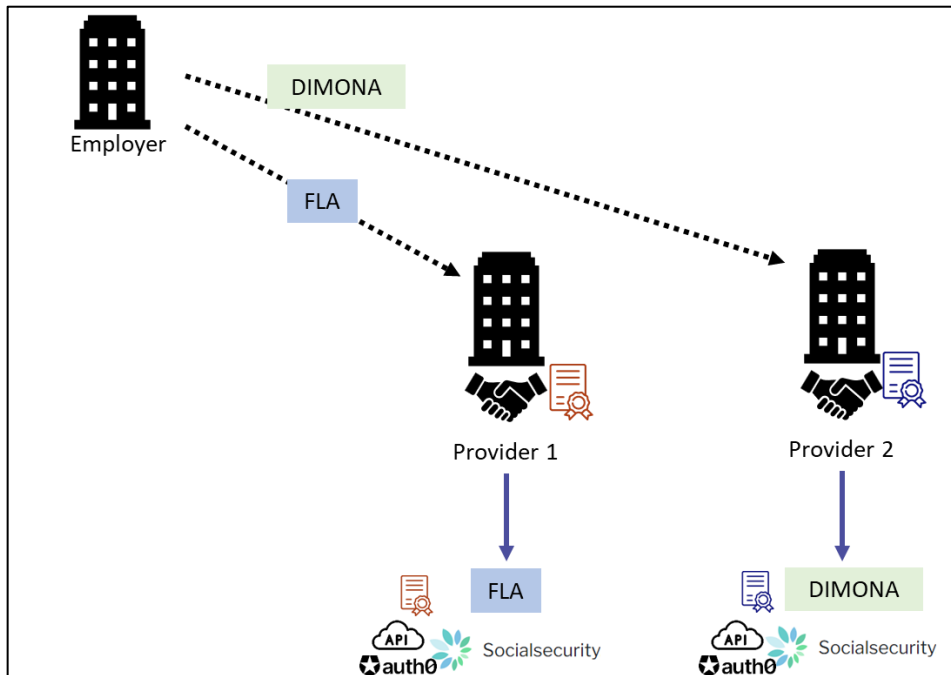 DIMONA
Employer
FLA
Provider 1
Provider 2
FLA
DIMONA
API
Socialsecurity
auth0
API
Socialsecurity
auth0